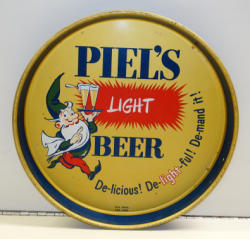 PIEL'S
LIGHT
BEER
De-licious! De-light-ful! De-mand it!